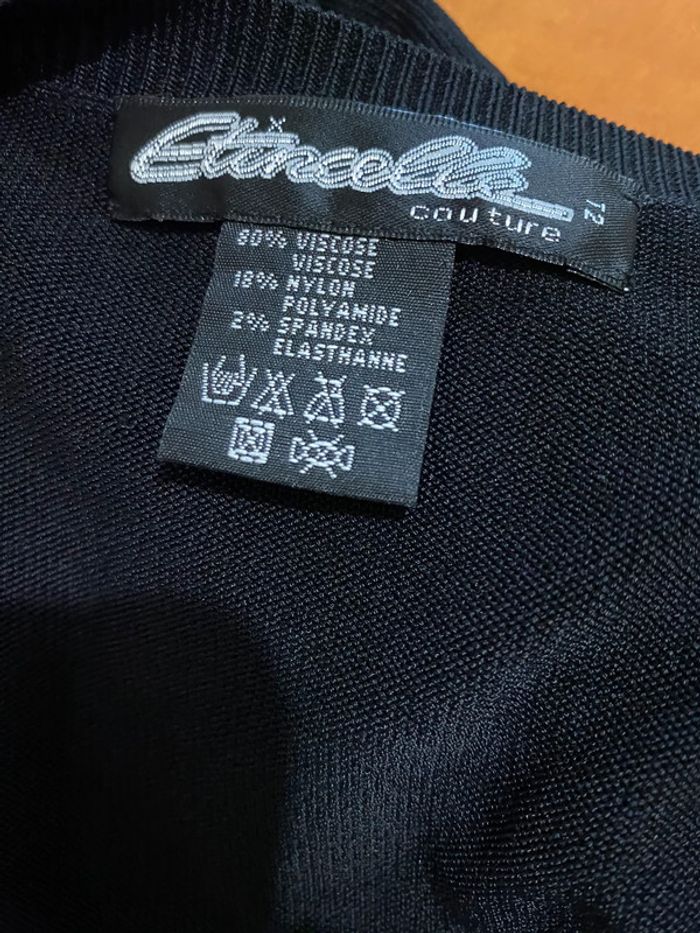 Etincelle
couture
T2
80% VISCOSE
VISCOSE
18% NYLON
POLYAMIDE
2% SPANDEX
ELASTHANNE